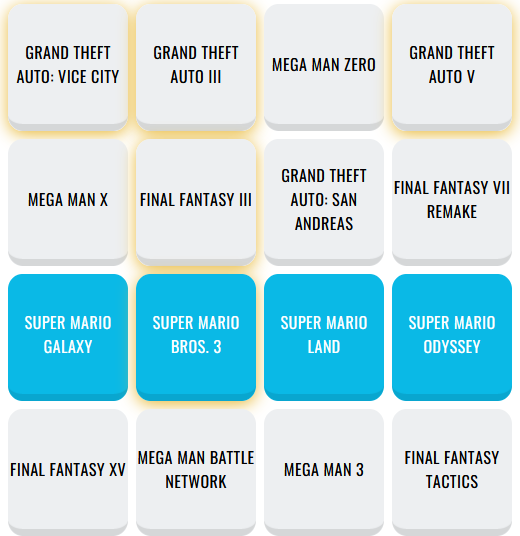 GRAND THEFT
AUTO: VICE CITY
GRAND THEFT
AUTO III
MEGA MAN ZERO
GRAND THEFT
AUTO V
MEGA MAN X
FINAL FANTASY III
GRAND THEFT
AUTO: SAN
ANDREAS
FINAL FANTASY VII
REMAKE
SUPER MARIO
GALAXY
SUPER MARIO
BROS. 3
SUPER MARIO
LAND
SUPER MARIO
ODYSSEY
FINAL FANTASY XV
MEGA MAN BATTLE
NETWORK
MEGA MAN 3
FINAL FANTASY
TACTICS